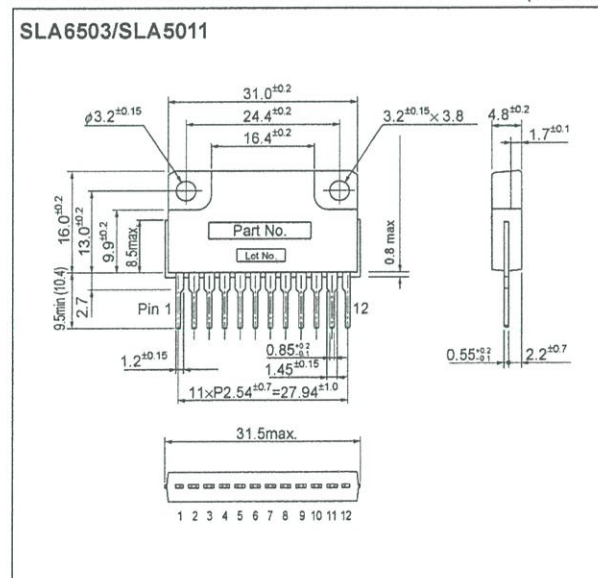 SLA6503/SLA5011
31.0±0.2
φ3.2±0.15
24.4±0.2
3.2±0.15 × 3.8
16.4±0.2
4.8±0.2
1.7±0.1
16.0±0.2
13.0±0.2
9.9±0.2
8.5max.
Part No.
Lot No.
0.8 max
9.5min (10.4)
2.7
Pin 1
12
1.2±0.15
0.85+0.2-0.1
1.45±0.15
11×P2.54±0.7=27.94±1.0
0.55+0.2-0.1
2.2±0.7
31.5max.
1 2 3 4 5 6 7 8 9 10 11 12